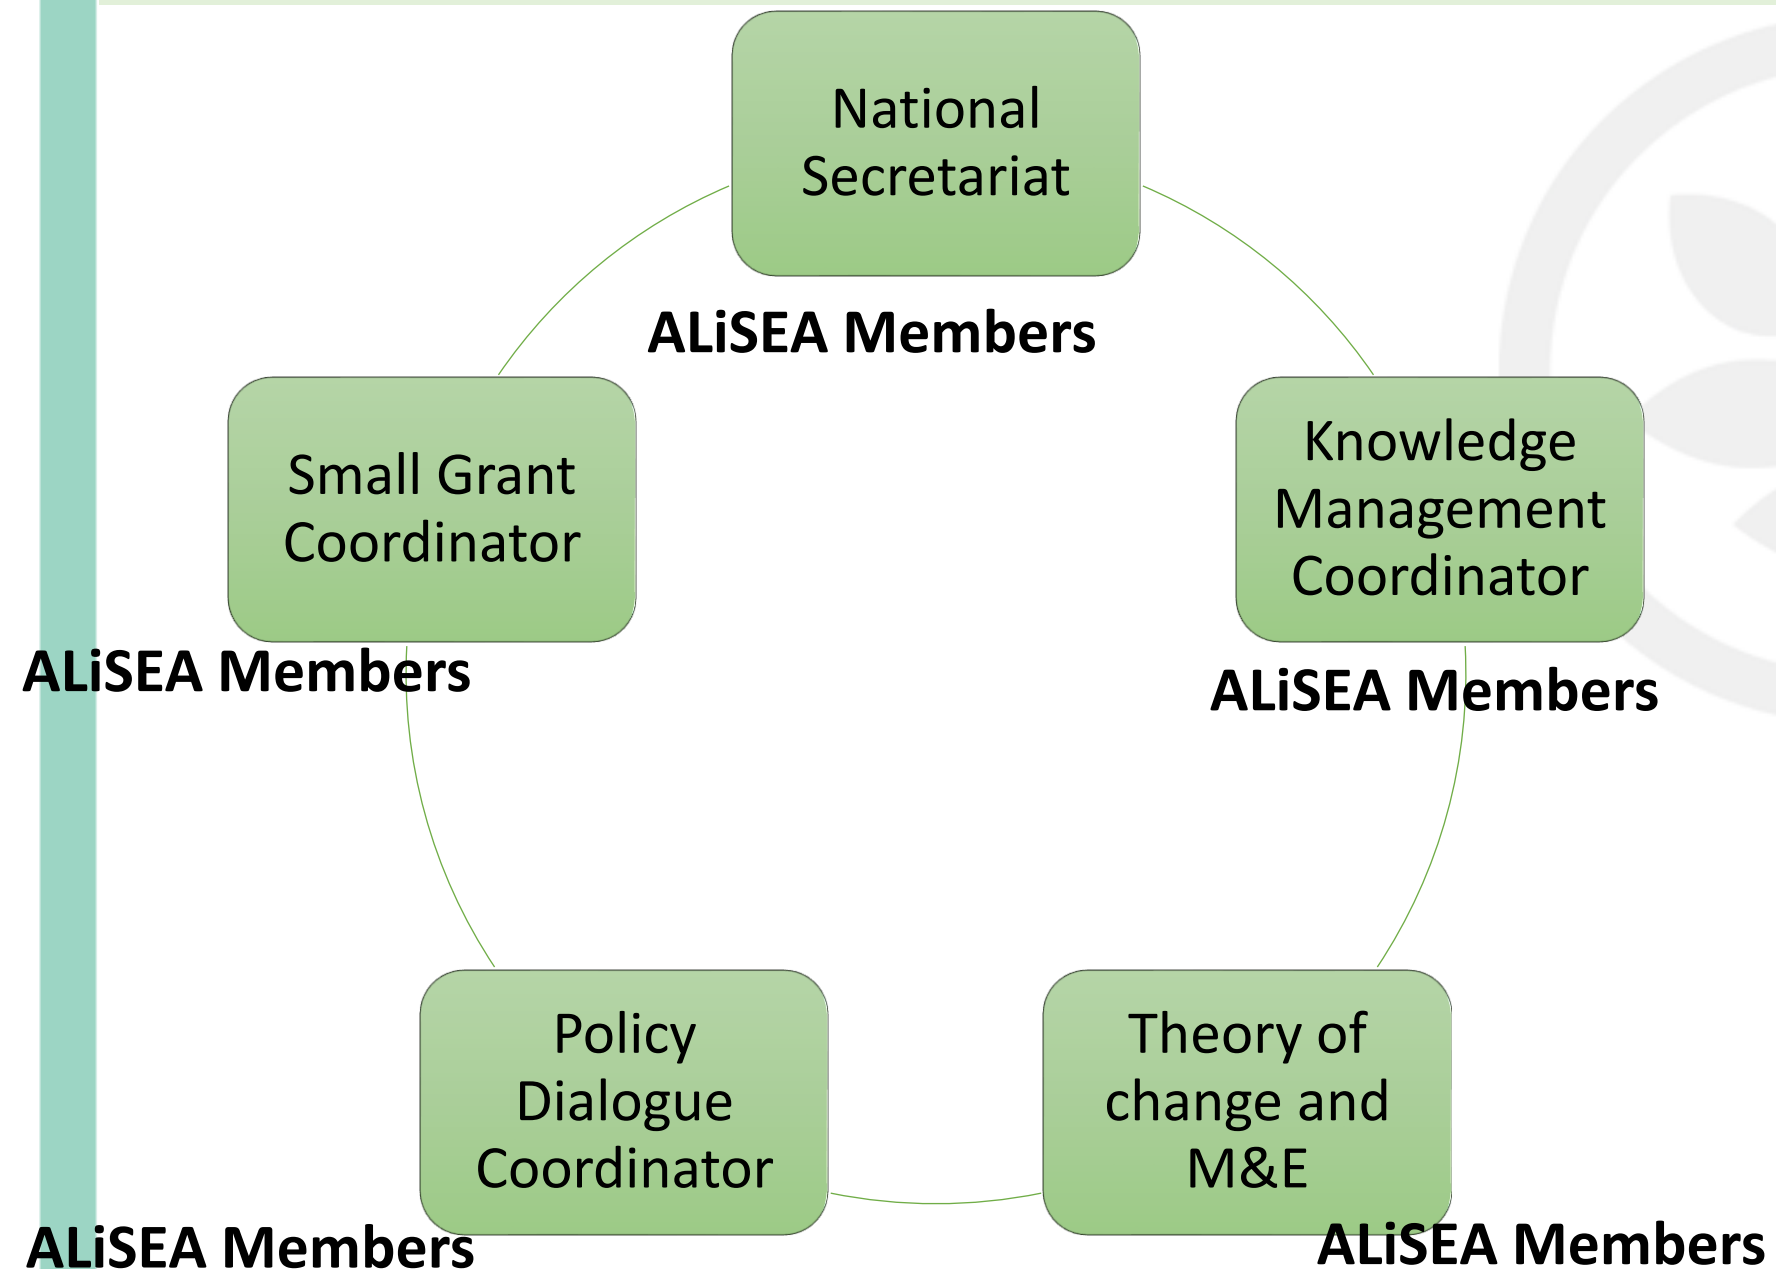 National
Secretariat
ALiSEA Members
Small Grant
Coordinator
ALiSEA Members
Knowledge
Management
Coordinator
ALiSEA Members
Policy
Dialogue
Coordinator
ALiSEA Members
Theory of
change and
M&E
ALiSEA Members